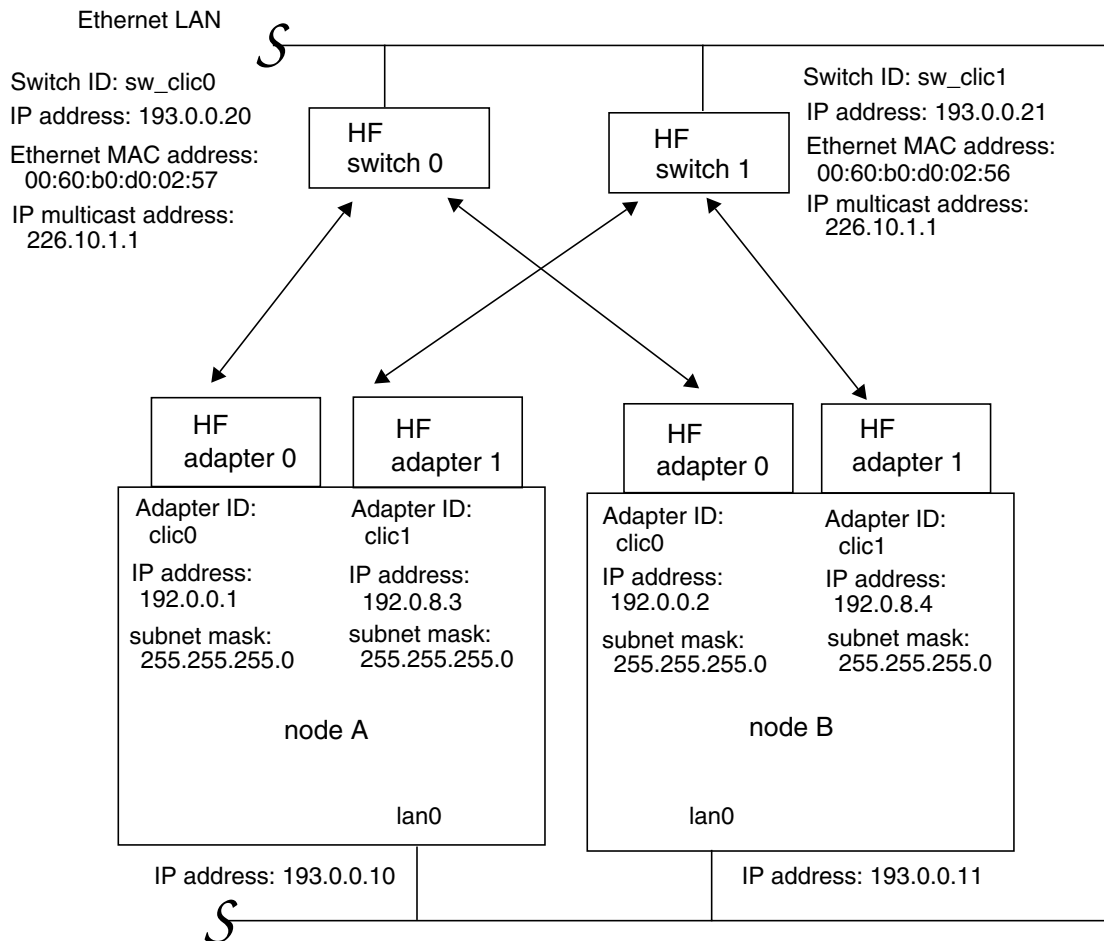 Ethernet LAN
S
Switch ID: sw_clic0
IP address: 193.0.0.20
Ethernet MAC address:
00:60:b0:d0:02:57
IP multicast address:
226.10.1.1
HF
switch 0
HF
switch 1
Switch ID: sw_clic1
IP address: 193.0.0.21
Ethernet MAC address:
00:60:b0:d0:02:56
IP multicast address:
226.10.1.1
HF
adapter 0
HF
adapter 1
HF
adapter 0
HF
adapter 1
Adapter ID:
clic0
IP address:
192.0.0.1
subnet mask:
255.255.255.0
Adapter ID:
clic1
IP address:
192.0.8.3
subnet mask:
255.255.255.0
node A
lan0
Adapter ID:
clic0
IP address:
192.0.0.2
subnet mask:
255.255.255.0
Adapter ID:
clic1
IP address:
192.0.8.4
subnet mask:
255.255.255.0
node B
lan0
IP address: 193.0.0.10
IP address: 193.0.0.11
S